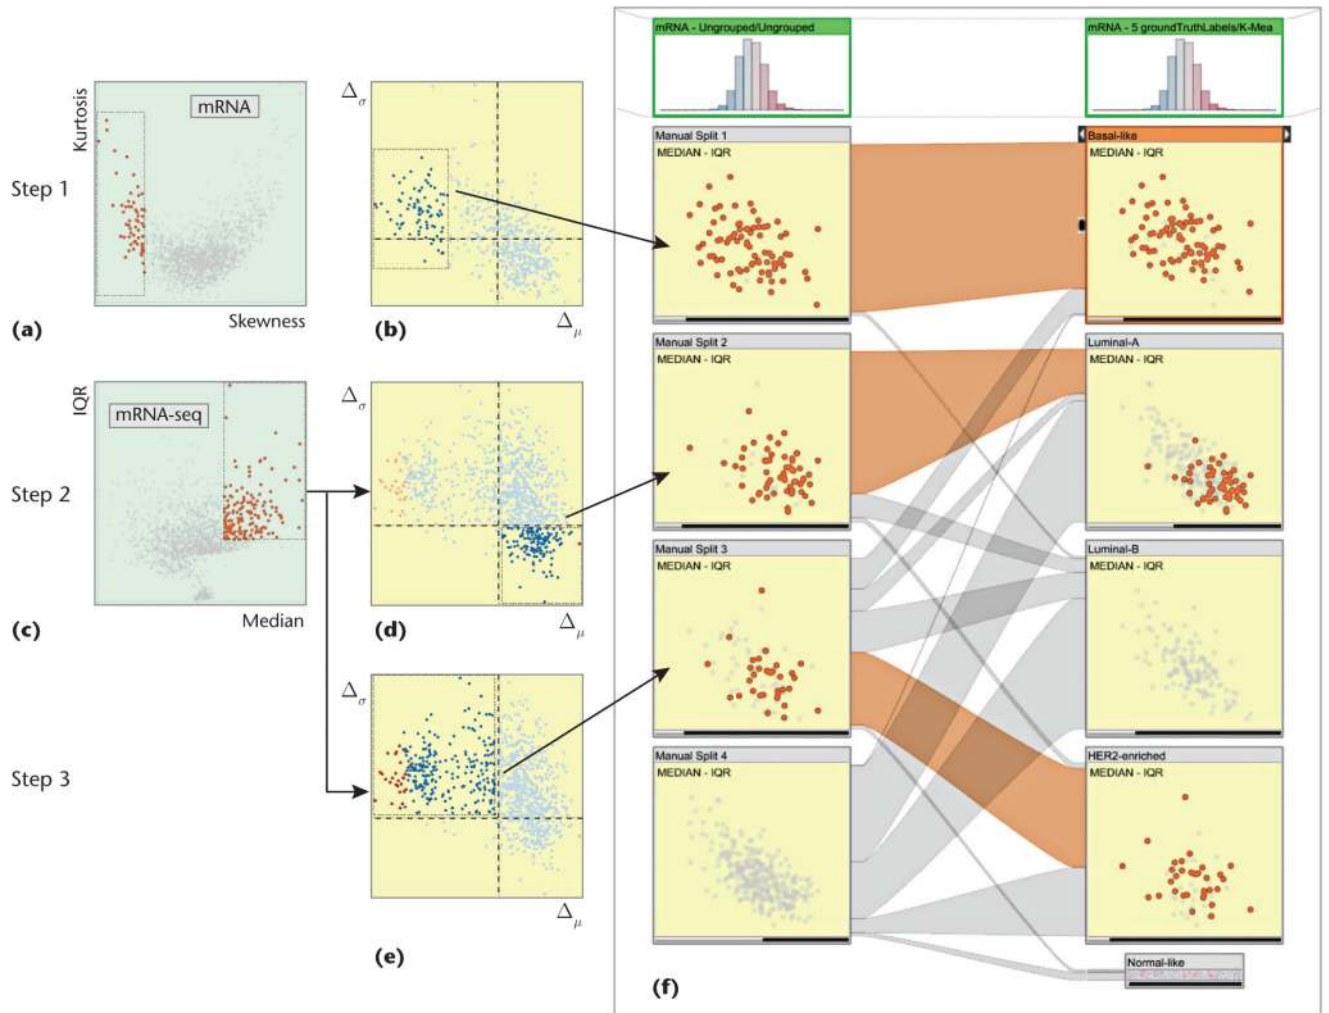 mRNA - Ungrouped/Ungrouped
mRNA - 5 groundTruthLabels/K-Mea
Step 1
Kurtosis
mRNA
Skewness
(a)
Δσ
Δμ
(b)
Manual Split 1
MEDIAN - IQR
Basal-like
MEDIAN - IQR
Step 2
IQR
mRNA-seq
Median
(c)
Δσ
Δμ
(d)
Manual Split 2
MEDIAN - IQR
Luminal-A
MEDIAN - IQR
Step 3
Δσ
Δμ
(e)
Manual Split 3
MEDIAN - IQR
Luminal-B
MEDIAN - IQR
Manual Split 4
MEDIAN - IQR
HER2-enriched
MEDIAN - IQR
Normal-like
(f)